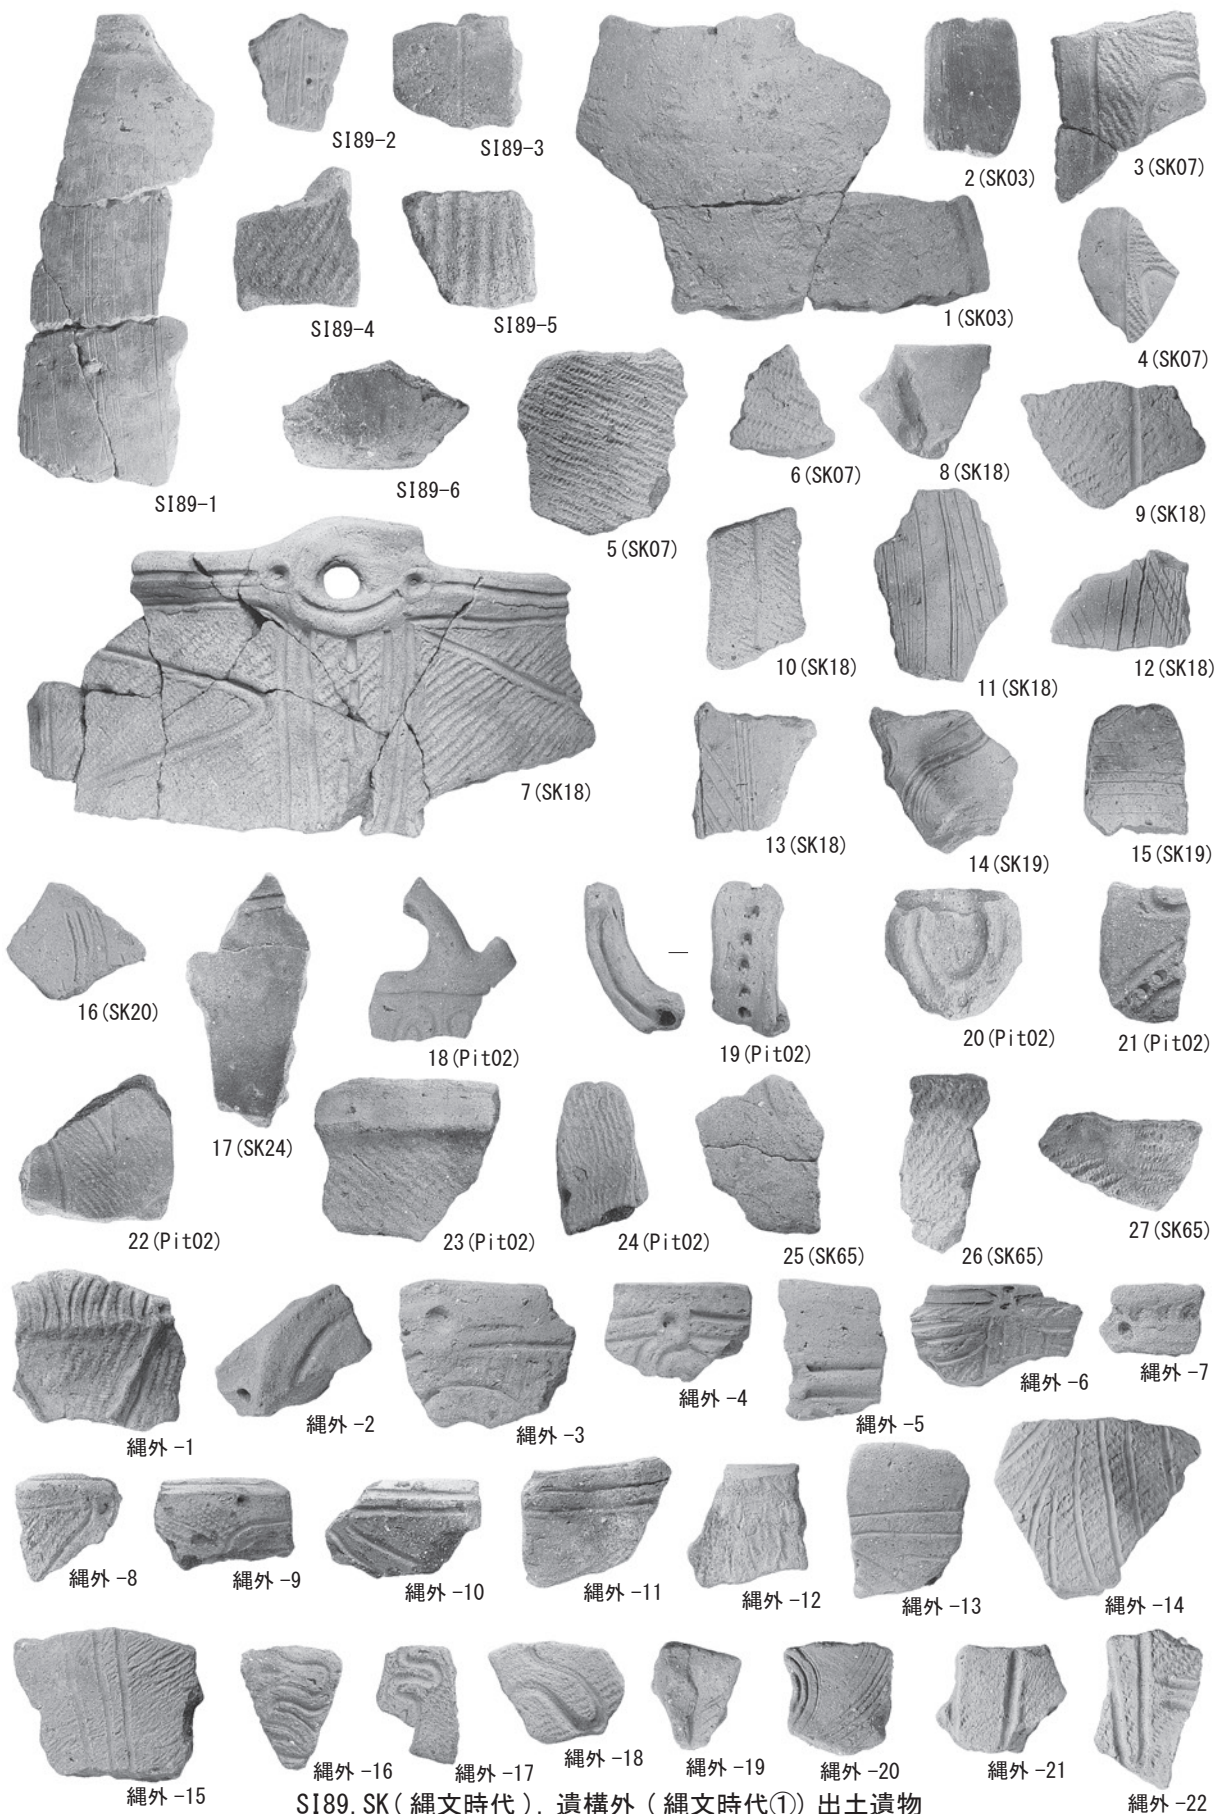 SI89-2
SI89-3
2(SK03)
3(SK07)
SI89-4
SI89-5
1(SK03)
4(SK07)
SI89-1
SI89-6
5(SK07)
6(SK07)
8(SK18)
9(SK18)
7(SK18)
10(SK18)
11(SK18)
12(SK18)
13(SK18)
14(SK19)
15(SK19)
16(SK20)
17(SK24)
18(Pit02)
19(Pit02)
20(Pit02)
21(Pit02)
22(Pit02)
23(Pit02)
24(Pit02)
25(SK65)
26(SK65)
27(SK65)
縄外-1
縄外-2
縄外-3
縄外-4
縄外-5
縄外-6
縄外-7
縄外-8
縄外-9
縄外-10
縄外-11
縄外-12
縄外-13
縄外-14
縄外-15
縄外-16
縄外-17
縄外-18
縄外-19
縄外-20
縄外-21
縄外-22
SI89.SK(縄文時代).遺構外(縄文時代①)出土遺物